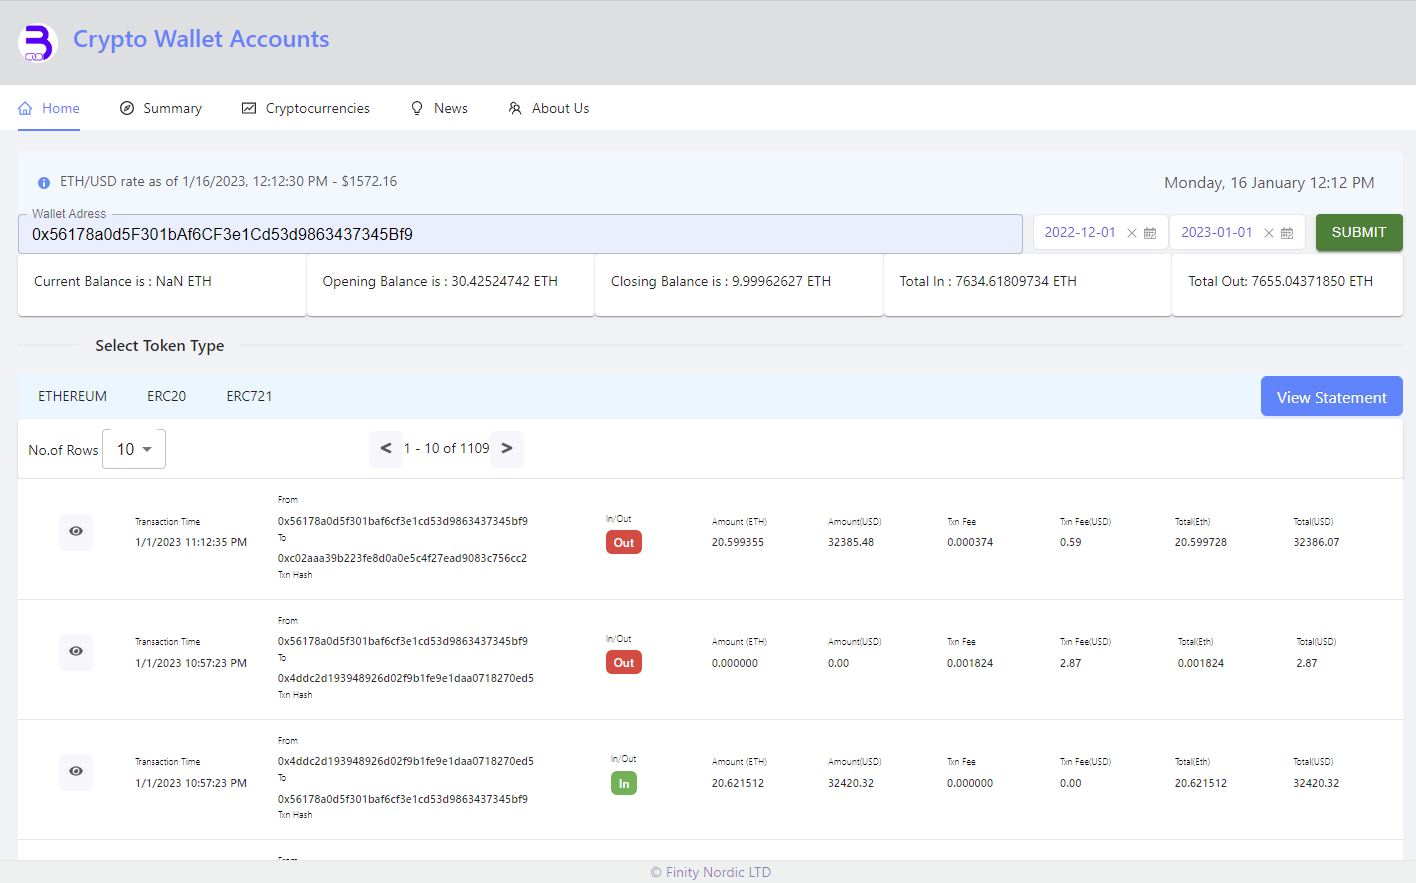 Crypto Wallet Accounts
Home Summary Cryptocurrencies News About Us
ETH/USD rate as of 1/16/2023, 12:12:30 PM - $1572.16 Monday, 16 January 12:12 PM
Wallet Adress
0x56178a0d5F301bAf6CF3e1Cd53d9863437345Bf9 2022-12-01 2023-01-01 SUBMIT
Current Balance is : NaN ETH Opening Balance is : 30.42524742 ETH Closing Balance is : 9.99962627 ETH Total In : 7634.61809734 ETH Total Out: 7655.04371850 ETH
Select Token Type
ETHEREUM ERC20 ERC721 View Statement
No.of Rows 10 < 1 - 10 of 1109 >
From
Transaction Time 0x56178a0d5f301baf6cf3e1cd53d9863437345bf9 In/Out Amount (ETH) Amount(USD) Txn Fee Txn Fee(USD) Total(Eth) Total(USD)
1/1/2023 11:12:35 PM To Out 20.599355 32385.48 0.000374 0.59 20.599728 32386.07
0xc02aaa39b223fe8d0a0e5c4f27ead9083c756cc2
Txn Hash
From
Transaction Time 0x56178a0d5f301baf6cf3e1cd53d9863437345bf9 In/Out Amount (ETH) Amount(USD) Txn Fee Txn Fee(USD) Total(Eth) Total(USD)
1/1/2023 10:57:23 PM To Out 0.000000 0.00 0.001824 2.87 0.001824 2.87
0x4ddc2d193948926d02f9b1fe9e1daa0718270ed5
Txn Hash
From
Transaction Time 0x4ddc2d193948926d02f9b1fe9e1daa0718270ed5 In/Out Amount (ETH) Amount(USD) Txn Fee Txn Fee(USD) Total(Eth) Total(USD)
1/1/2023 10:57:23 PM To In 20.621512 32420.32 0.000000 0.00 20.621512 32420.32
0x56178a0d5f301baf6cf3e1cd53d9863437345bf9
Txn Hash
From
© Finity Nordic LTD